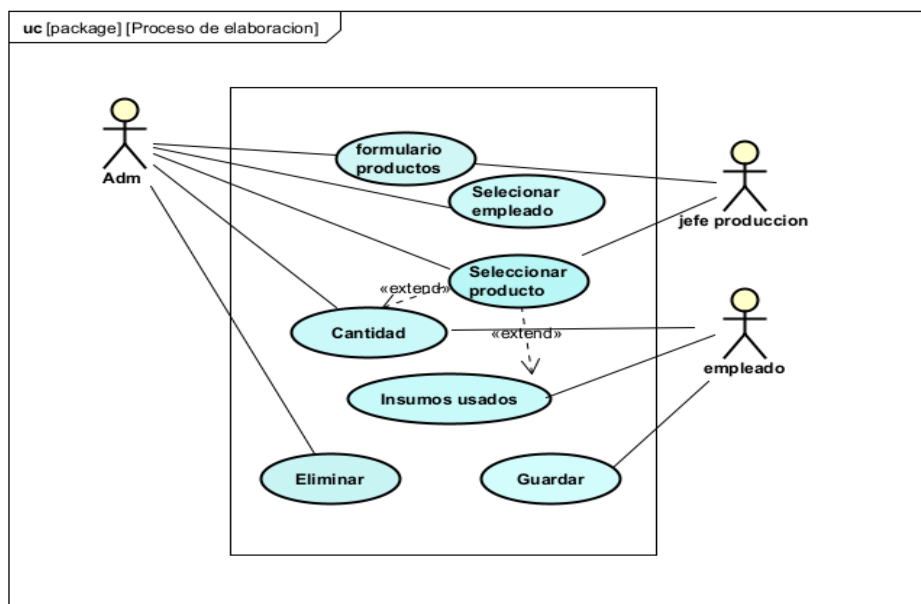 uc [package] [Proceso de elaboracion]
Adm
formulario
productos
Selecionar
empleado
jefe produccion
Seleccionar
producto
«extend»
Cantidad
«extend»
empleado
Insumos usados
Eliminar
Guardar